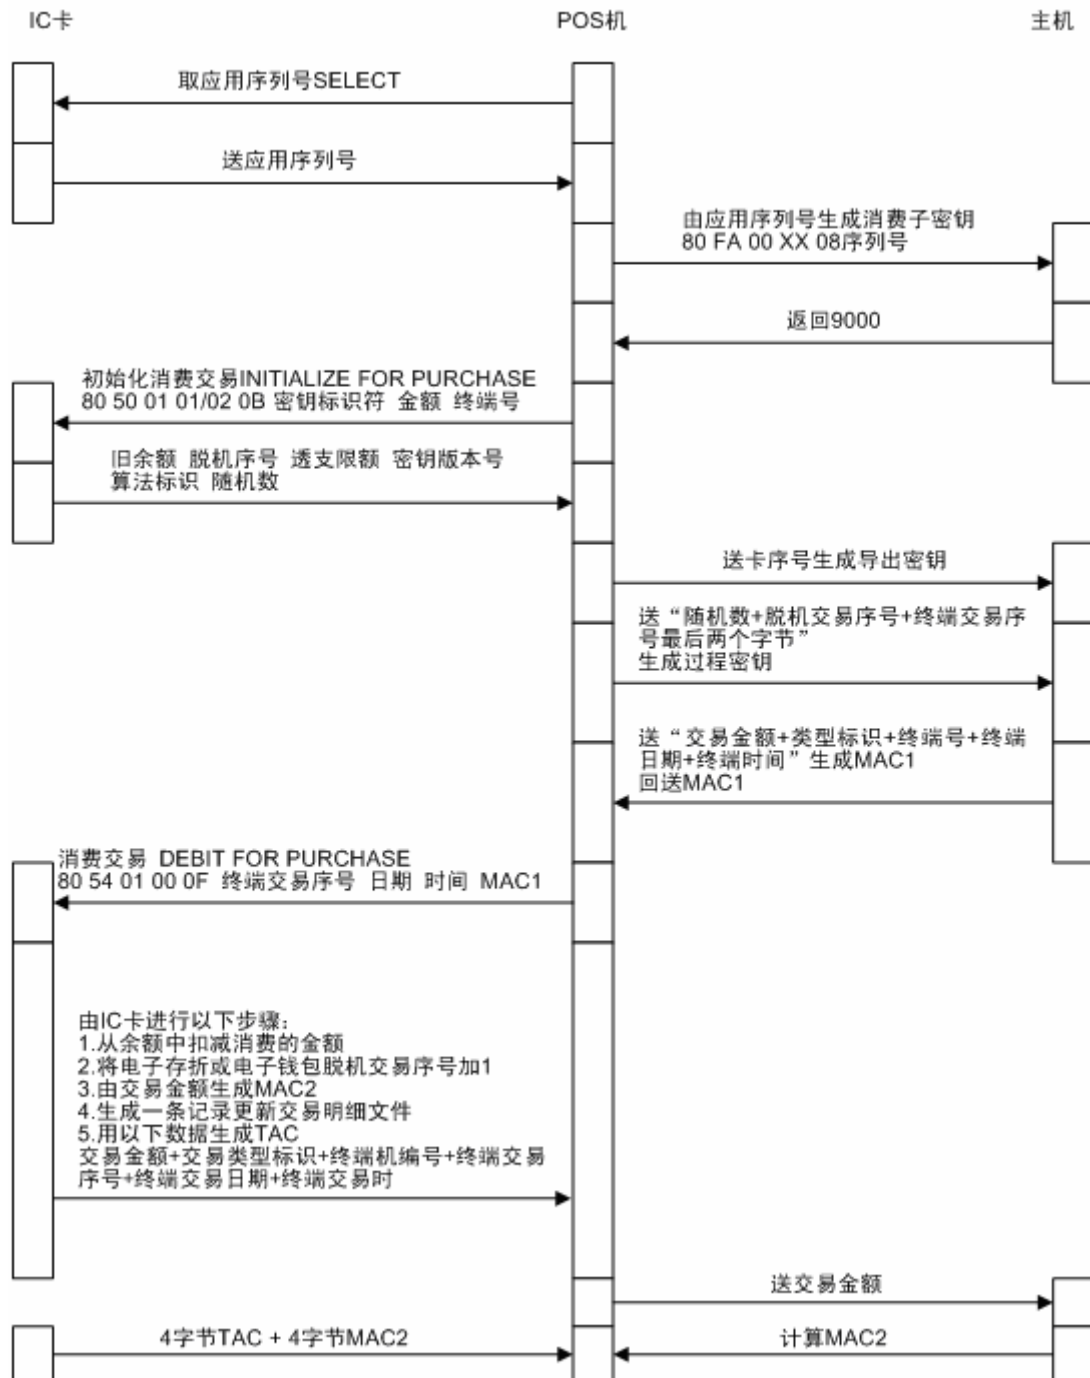 IC卡
POS机
主机
取应用序列号SELECT
送应用序列号
由应用序列号生成消费子密钥
80 FA 00 XX 08序列号
返回9000
初始化消费交易INITIALIZE FOR PURCHASE
80 50 01 01/02 0B 密钥标识符 金额 终端号
旧余额 脱机序号 透支限额 密钥版本号
算法标识 随机数
送卡序号生成导出密钥
送“随机数+脱机交易序号+终端交易序
号最后两个字节”
生成过程密钥
送“交易金额+类型标识+终端号+终端
日期+终端时间”生成MAC1
回送MAC1
消费交易 DEBIT FOR PURCHASE
80 54 01 00 0F 终端交易序号 日期 时间 MAC1
由IC卡进行以下步骤：
1.从余额中扣减消费的金额
2.将电子存折或电子钱包脱机交易序号加1
3.由交易金额生成MAC2
4.生成一条记录更新交易明细文件
5.用以下数据生成TAC
交易金额+交易类型标识+终端机编号+终端交易
序号+终端交易日期+终端交易时
送交易金额
4字节TAC + 4字节MAC2
计算MAC2